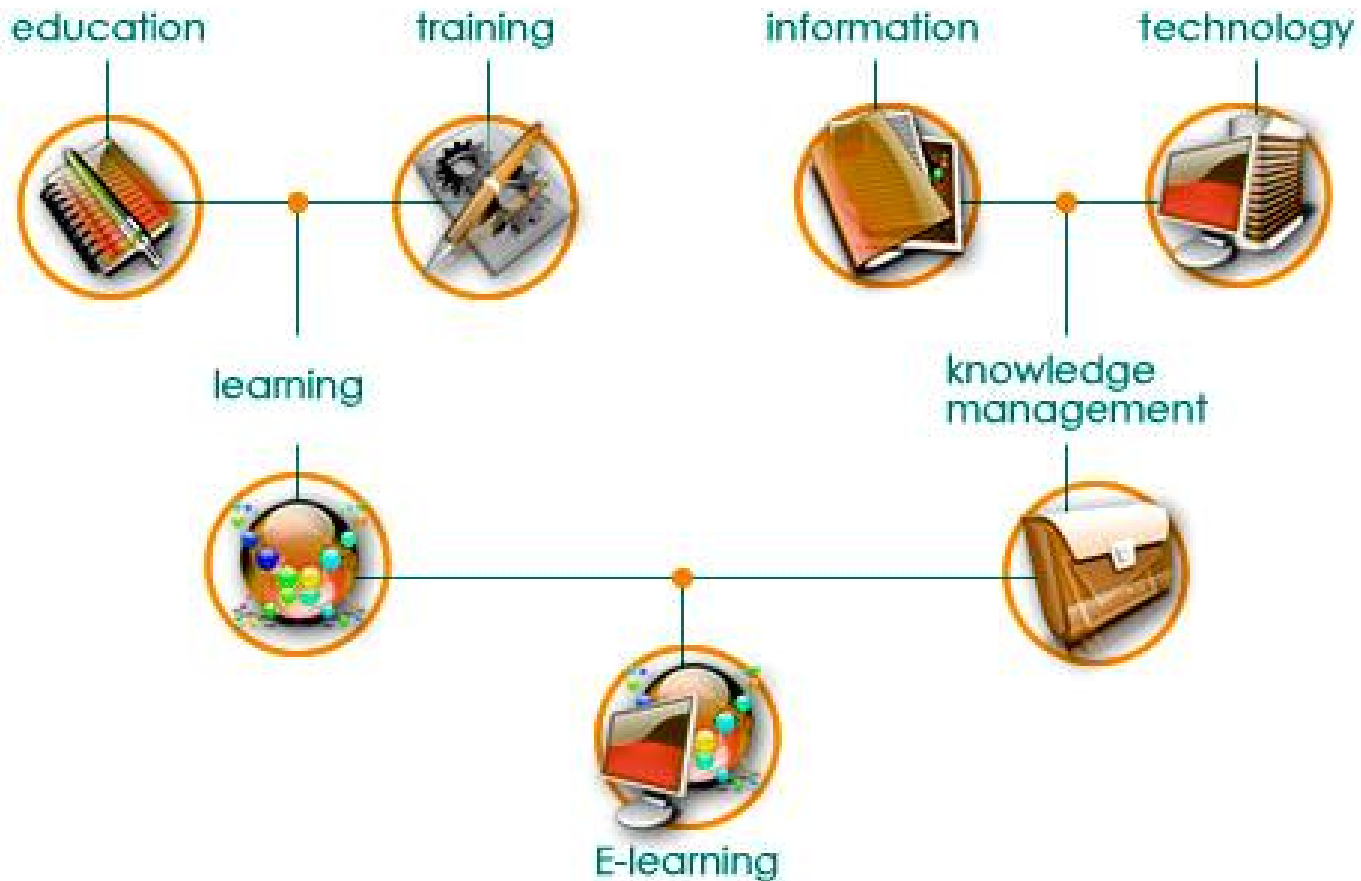 education
training
information
technology
learning
knowledge
management
E-learning